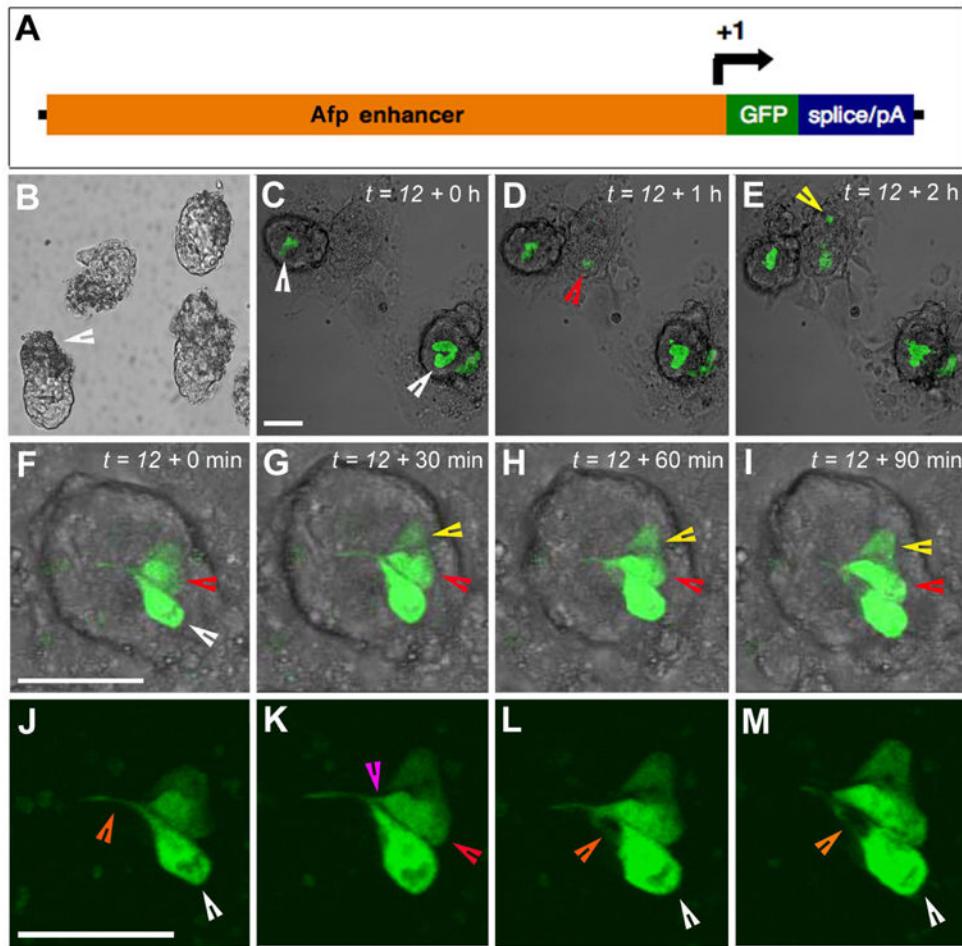 A
+1
Afp enhancer
GFP
splice/pA
B
C
t = 12 + 0 h
D
t = 12 + 1 h
E
t = 12 + 2 h
F
t = 12 + 0 min
G
t = 12 + 30 min
H
t = 12 + 60 min
I
t = 12 + 90 min
J
K
L
M